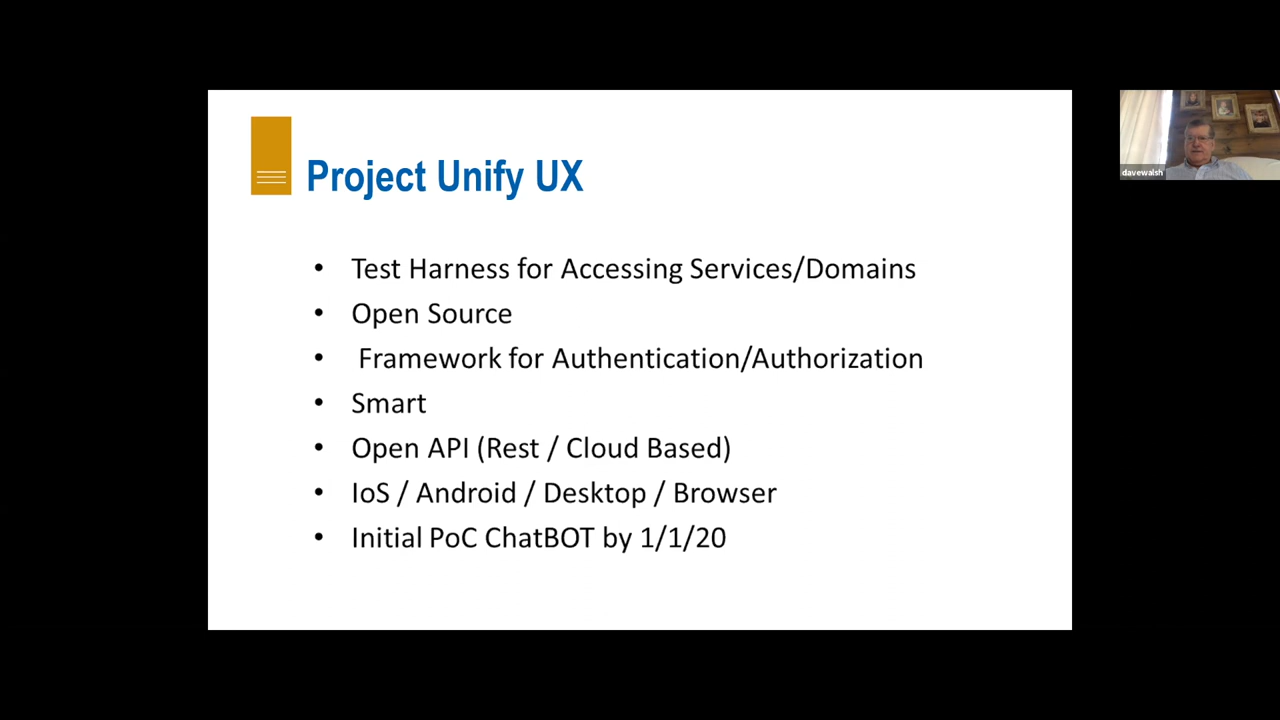 Project Unify UX
davewalsh
• Test Harness for Accessing Services/Domains
• Open Source
• Framework for Authentication/Authorization
• Smart
• Open API (Rest / Cloud Based)
• IoS / Android / Desktop / Browser
• Initial PoC ChatBOT by 1/1/20